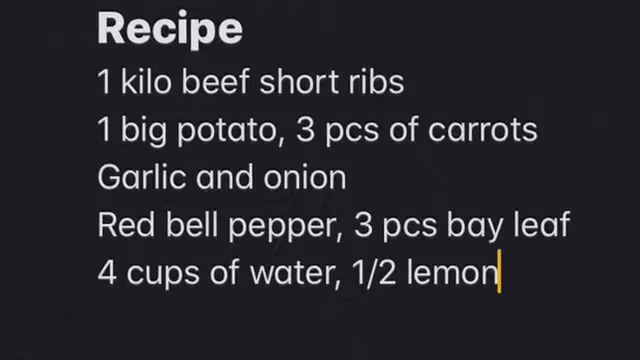 Recipe
1 kilo beef short ribs
1 big potato, 3 pcs of carrots
Garlic and onion
Red bell pepper, 3 pcs bay leaf
4 cups of water, 1/2 lemon